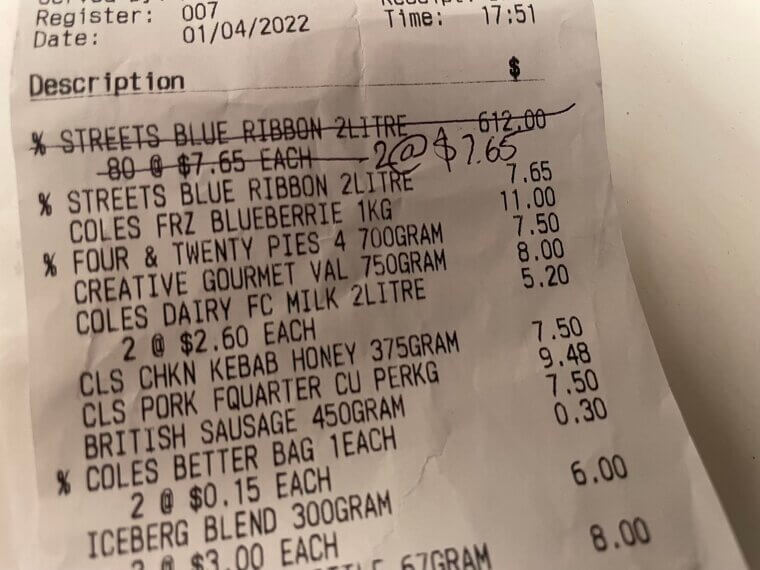 Register: 007
Time: 17:51
Date: 01/04/2022
Description $
% STREETS BLUE RIBBON 2LITRE 612.00
80 @ $7.65 EACH 2@ $7.65
% STREETS BLUE RIBBON 2LITRE 7.65
COLES FRZ BLUEBERRIE 1KG 11.00
% FOUR & TWENTY PIES 4 700GRAM 7.50
CREATIVE GOURMET VAL 750GRAM 8.00
COLES DAIRY FC MILK 2LITRE 5.20
2 @ $2.60 EACH
CLS CHKN KEBAB HONEY 375GRAM 7.50
CLS PORK FQUARTER CU PERKG 9.48
BRITISH SAUSAGE 450GRAM 7.50
% COLES BETTER BAG 1EACH 0.30
2 @ $0.15 EACH
ICEBERG BLEND 300GRAM 6.00
2 @ $3.00 EACH
67GRAM 8.00